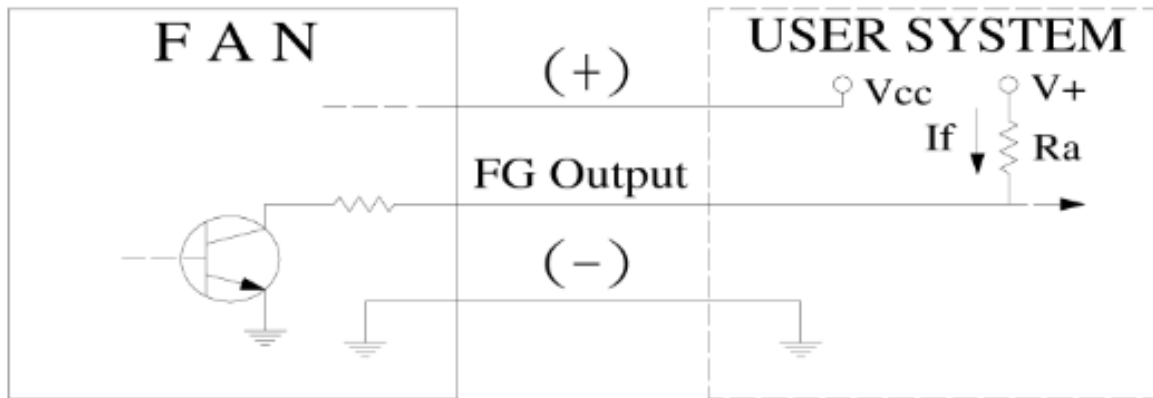 F A N
USER SYSTEM
(+)
Vcc
V+
If
Ra
FG Output
(-)